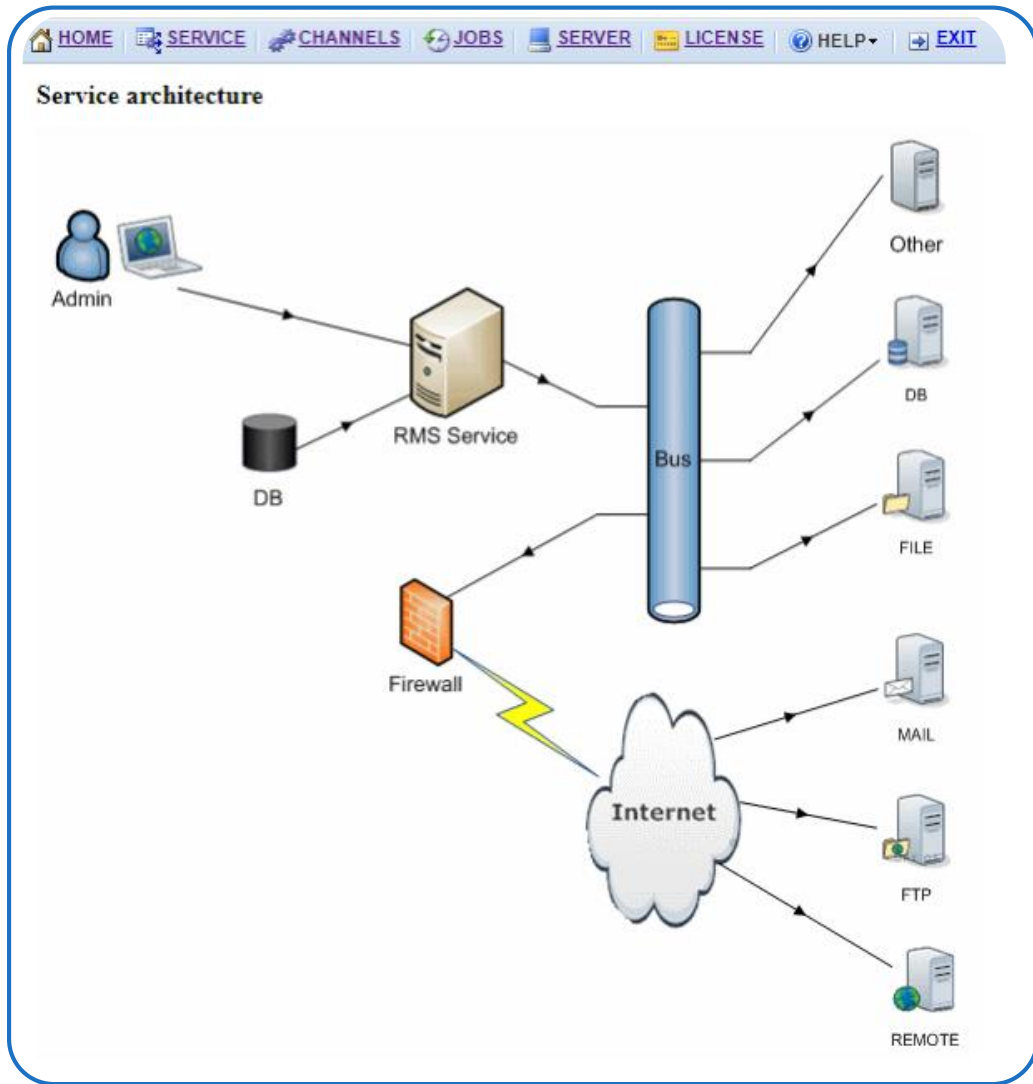 HOME SERVICE CHANNELS JOBS SERVER LICENSE HELP EXIT
Service architecture
Other
Admin
DB
RMS Service
Bus
DB
FILE
Firewall
MAIL
Internet
FTP
REMOTE